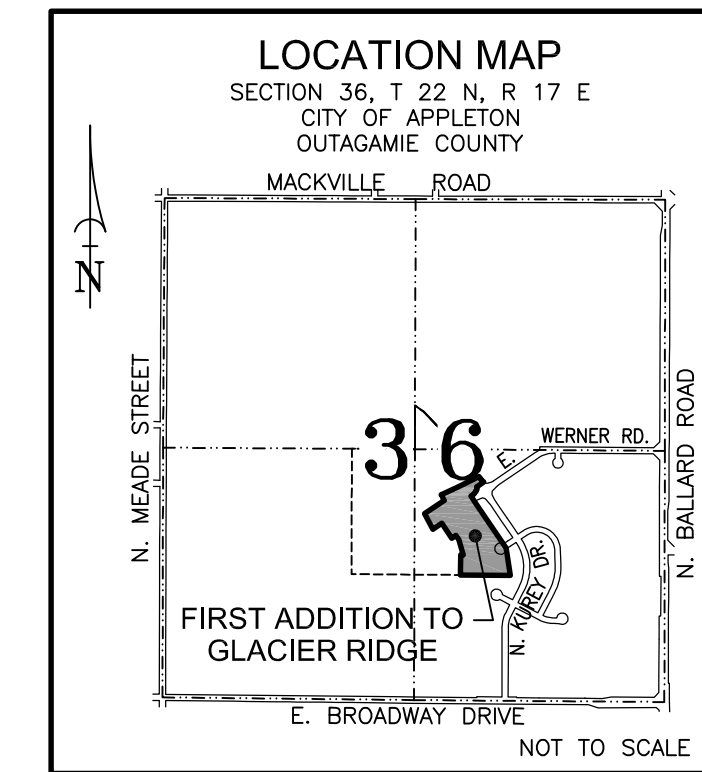 LOCATION MAP
SECTION 36, T 22 N, R 17 E
CITY OF APPLETON
OUTAGAMIE COUNTY
MACKVILLE ROAD
N
N. MEADE STREET
36
E. WERNER RD.
N. BALLARD ROAD
N. KUREY DR.
FIRST ADDITION TO
GLACIER RIDGE
E. BROADWAY DRIVE
NOT TO SCALE